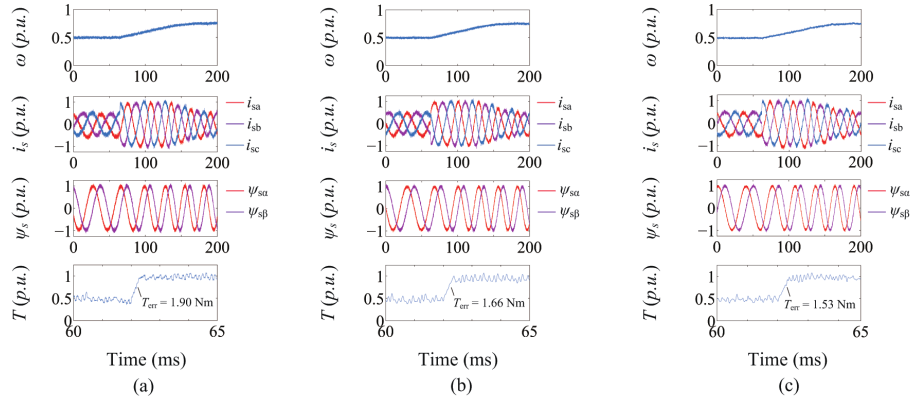 ω (p.u.)
1
0.5
0
0
100
200
i_s (p.u.)
1
0
−1
0
100
200
i_sa
i_sb
i_sc
ψ_s (p.u.)
1
0
−1
0
100
200
ψ_sα
ψ_sβ
T (p.u.)
1
0.5
0
60
65
T_err = 1.90 Nm
Time (ms)
(a)
ω (p.u.)
1
0.5
0
0
100
200
i_s (p.u.)
1
0
−1
0
100
200
i_sa
i_sb
i_sc
ψ_s (p.u.)
1
0
−1
0
100
200
ψ_sα
ψ_sβ
T (p.u.)
1
0.5
0
60
65
T_err = 1.66 Nm
Time (ms)
(b)
ω (p.u.)
1
0.5
0
0
100
200
i_s (p.u.)
1
0
−1
0
100
200
i_sa
i_sb
i_sc
ψ_s (p.u.)
1
0
−1
0
100
200
ψ_sα
ψ_sβ
T (p.u.)
1
0.5
0
60
65
T_err = 1.53 Nm
Time (ms)
(c)